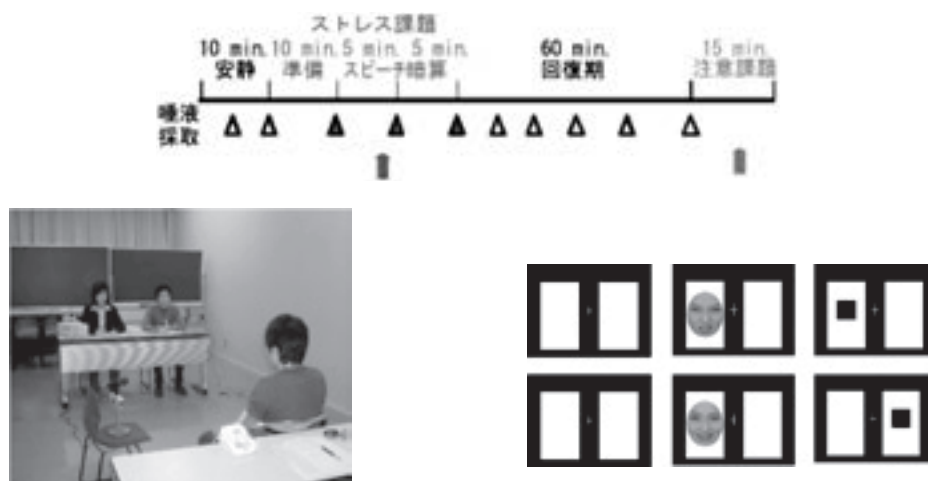 ストレス課題
10 min. 10 min. 5 min. 5 min. 60 min. 15 min.
安静 準備 スピーチ暗算 回復期 注意課題
唾液
採取